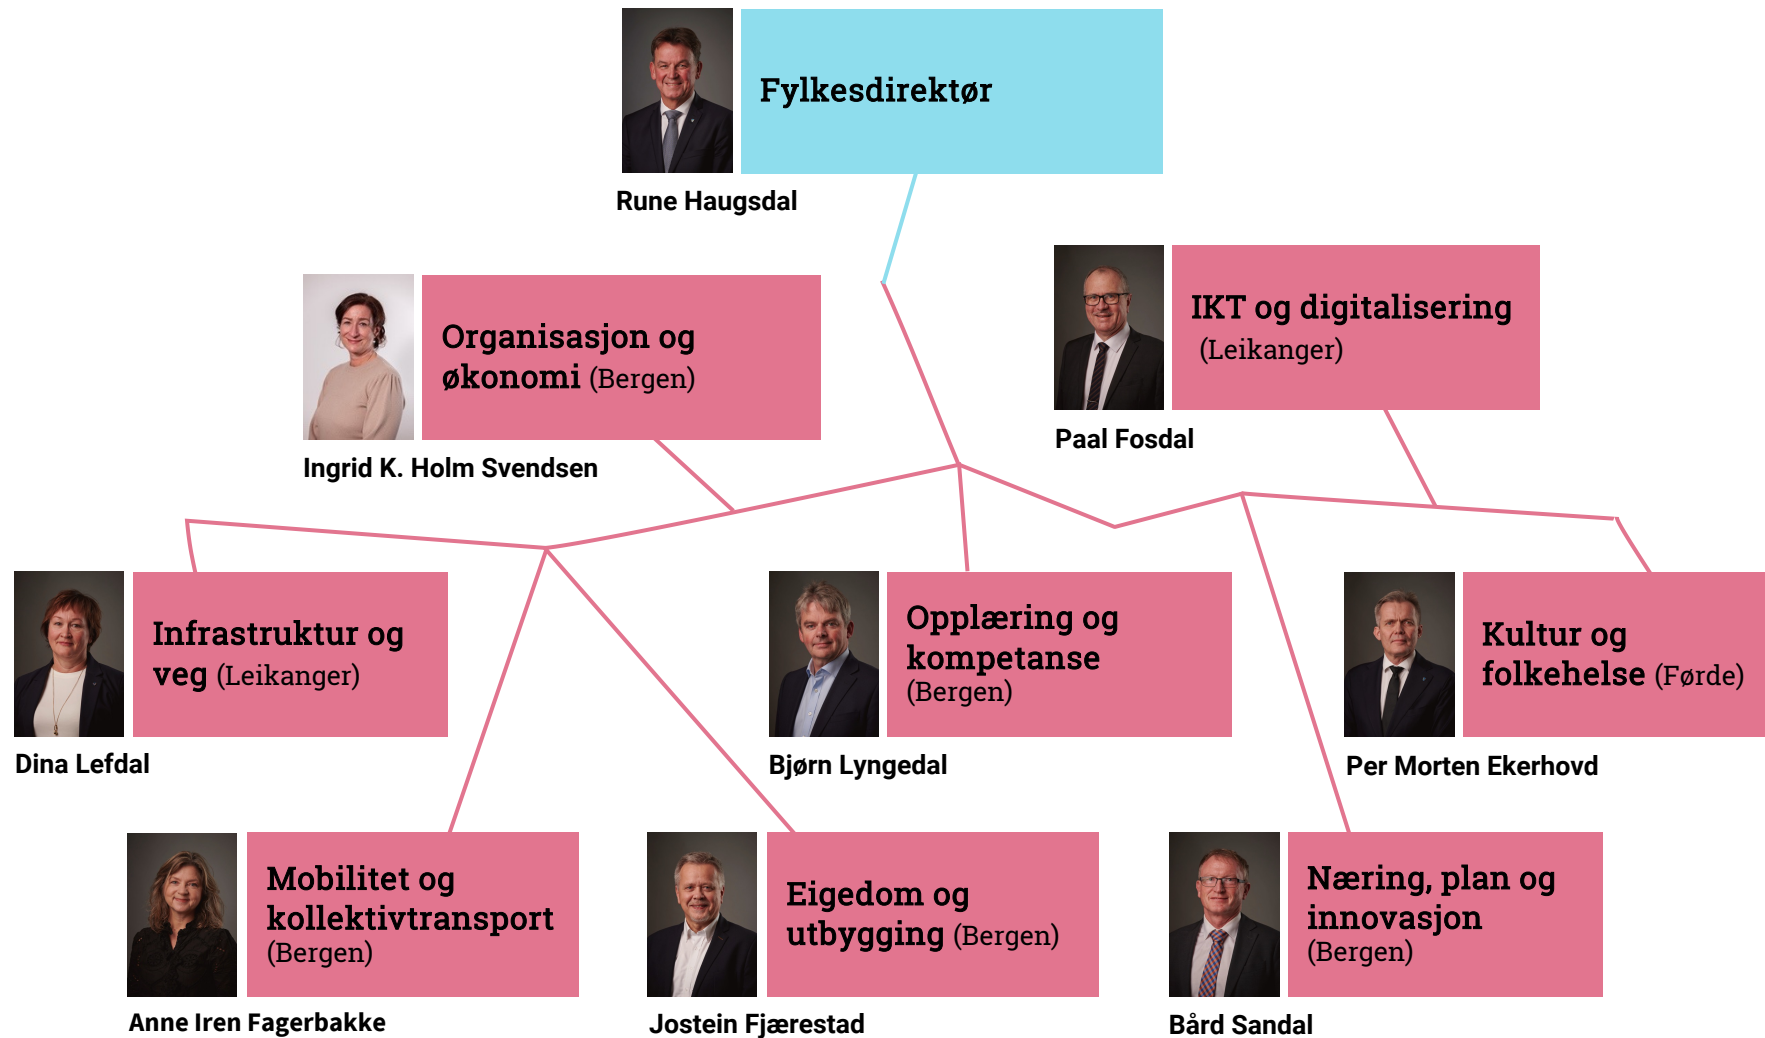 Fylkesdirektør
Rune Haugsdal
Organisasjon og
økonomi (Bergen)
Ingrid K. Holm Svendsen
IKT og digitalisering
(Leikanger)
Paal Fosdal
Infrastruktur og
veg (Leikanger)
Dina Lefdal
Opplæring og
kompetanse
(Bergen)
Bjørn Lyngedal
Kultur og
folkehelse (Førde)
Per Morten Ekerhovd
Mobilitet og
kollektivtransport
(Bergen)
Anne Iren Fagerbakke
Eigedom og
utbygging (Bergen)
Jostein Fjærestad
Næring, plan og
innovasjon
(Bergen)
Bård Sandal